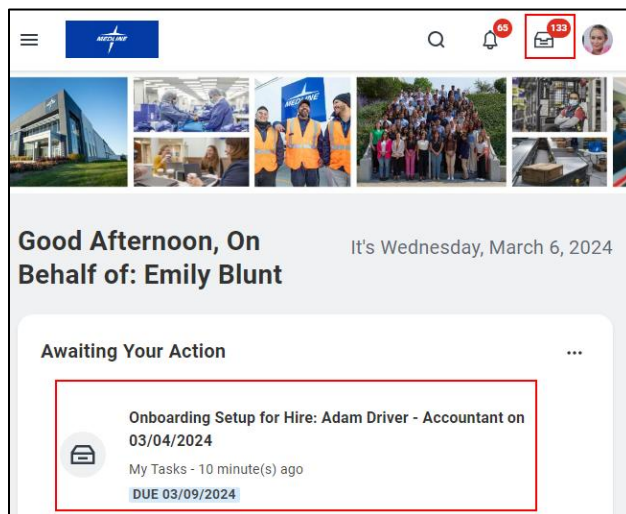 MEDLINE
65
133
MEDLINE
Good Afternoon, On
Behalf of: Emily Blunt
It's Wednesday, March 6, 2024
Awaiting Your Action
Onboarding Setup for Hire: Adam Driver - Accountant on
03/04/2024
My Tasks - 10 minute(s) ago
DUE 03/09/2024